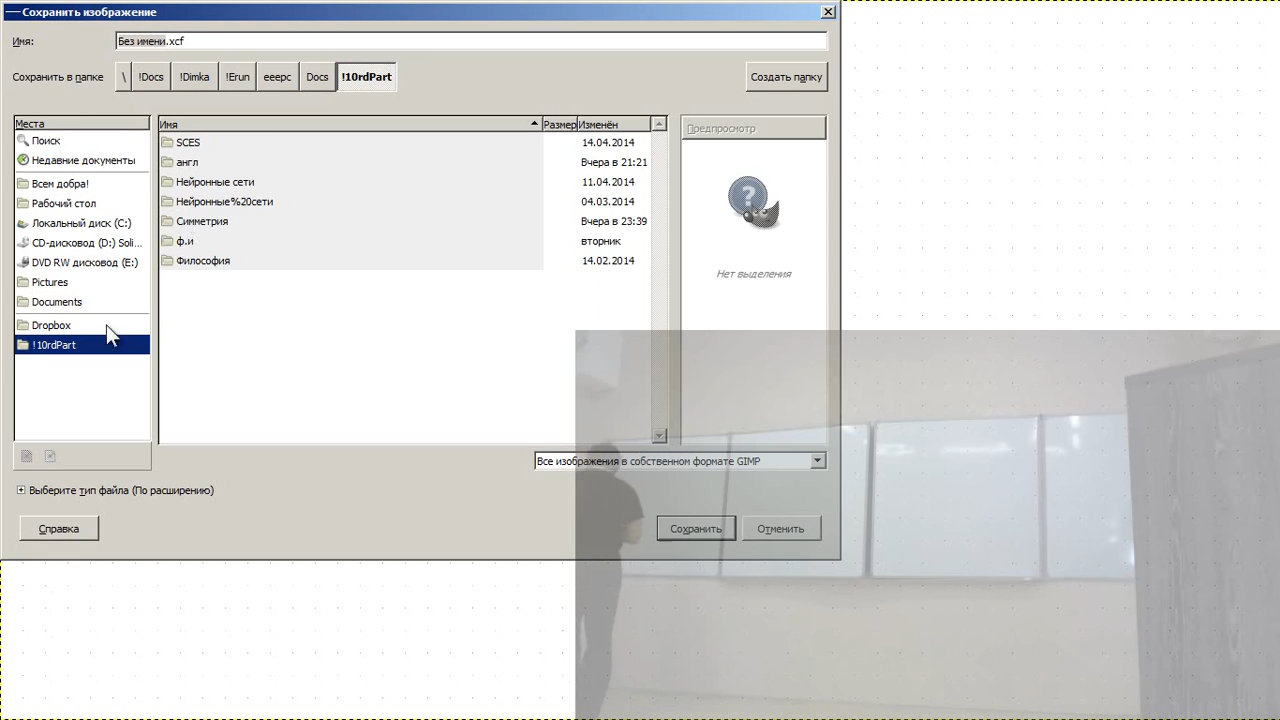 Сохранить изображение
Имя: Без имени.xcf
Сохранить в папке \ !Docs !Dimka !Erun eeepc Docs !10rdPart Создать папку
Места
Поиск
Недавние документы
Всем добра!
Рабочий стол
Локальный диск (C:)
CD-дисковод (D:) Soli...
DVD RW дисковод (E:)
Pictures
Documents
Dropbox
!10rdPart
Имя Размер Изменён
SCES 14.04.2014
англ Вчера в 21:21
Нейронные сети 11.04.2014
Нейронные%20сети 04.03.2014
Симметрия Вчера в 23:39
ф.и вторник
Философия 14.02.2014
Предпросмотр
?
Нет выделения
Все изображения в собственном формате GIMP
Выберите тип файла (По расширению)
Справка Сохранить Отменить